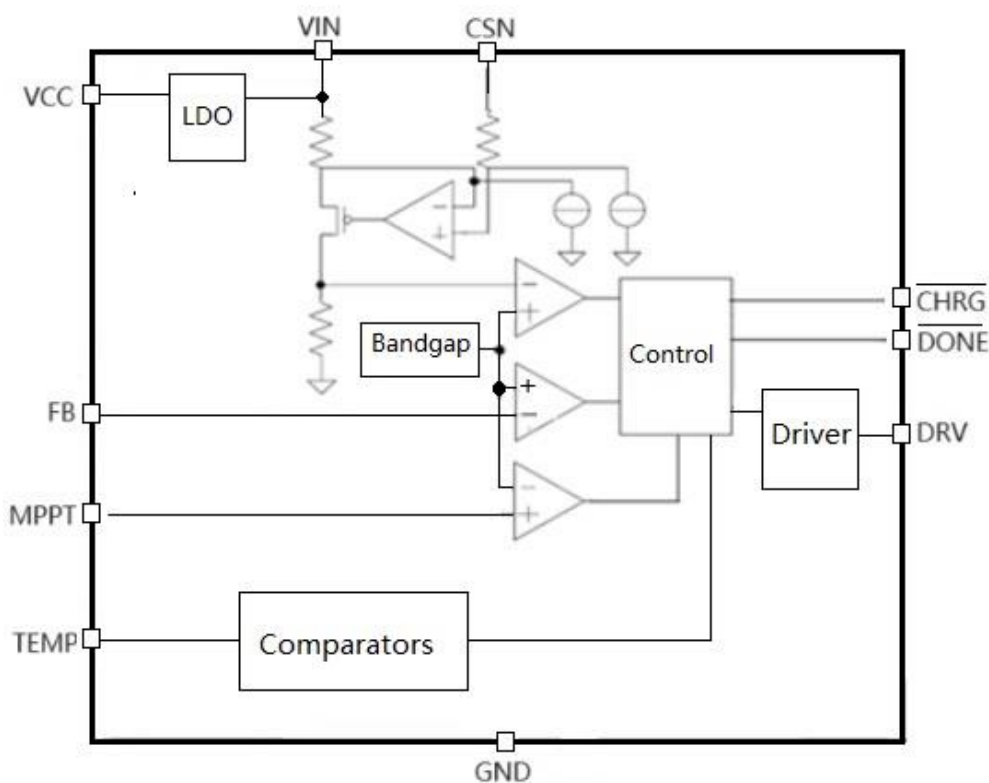 VIN CSN
VCC
LDO
−
+
−
+
CHRG
Bandgap
Control
DONE
+
−
FB
Driver
DRV
−
+
MPPT
TEMP
Comparators
GND